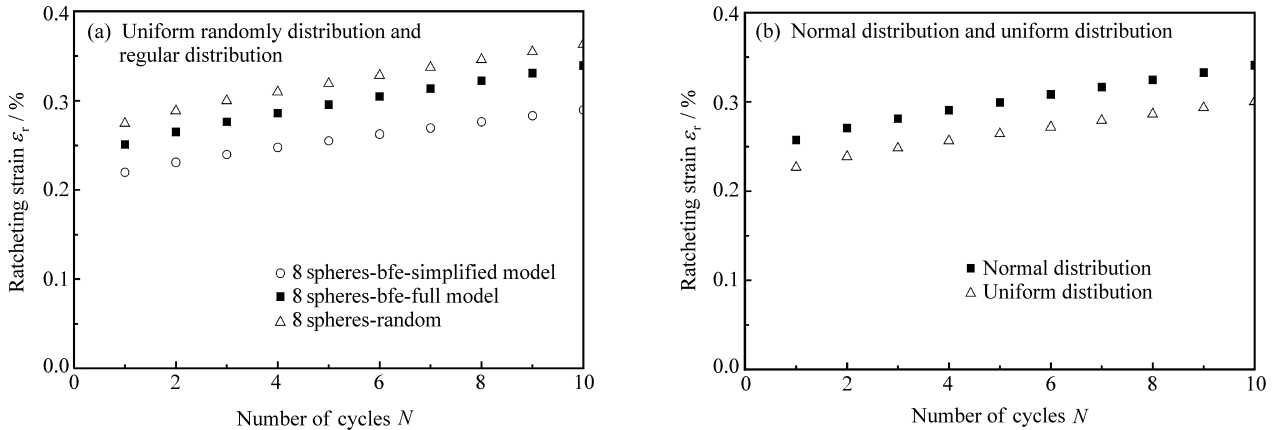 (a) Uniform randomly distribution and
regular distribution
Ratcheting strain εr / %
0.4
0.3
0.2
0.1
0.0
8 spheres-bfe-simplified model
8 spheres-bfe-full model
8 spheres-random
0 2 4 6 8 10
Number of cycles N
(b) Normal distribution and uniform distribution
Ratcheting strain εr / %
0.4
0.3
0.2
0.1
0.0
Normal distribution
Uniform distibution
0 2 4 6 8 10
Number of cycles N